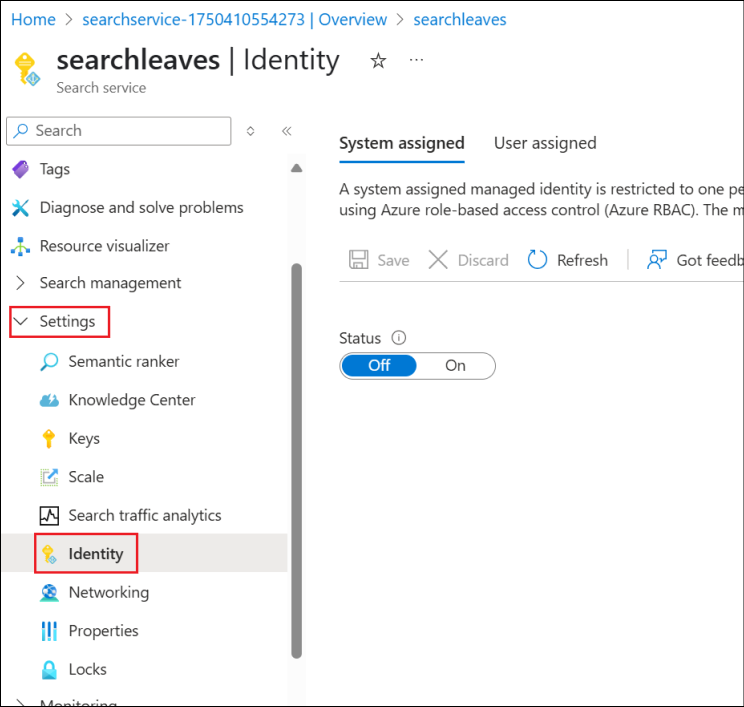 Home > searchservice-1750410554273 | Overview > searchleaves
searchleaves | Identity
Search service
Search
Tags
Diagnose and solve problems
Resource visualizer
Search management
Settings
Semantic ranker
Knowledge Center
Keys
Scale
Search traffic analytics
Identity
Networking
Properties
Locks
Monitoring
System assigned User assigned
A system assigned managed identity is restricted to one pe
using Azure role-based access control (Azure RBAC). The m
Save Discard Refresh Got feedb
Status
Off On